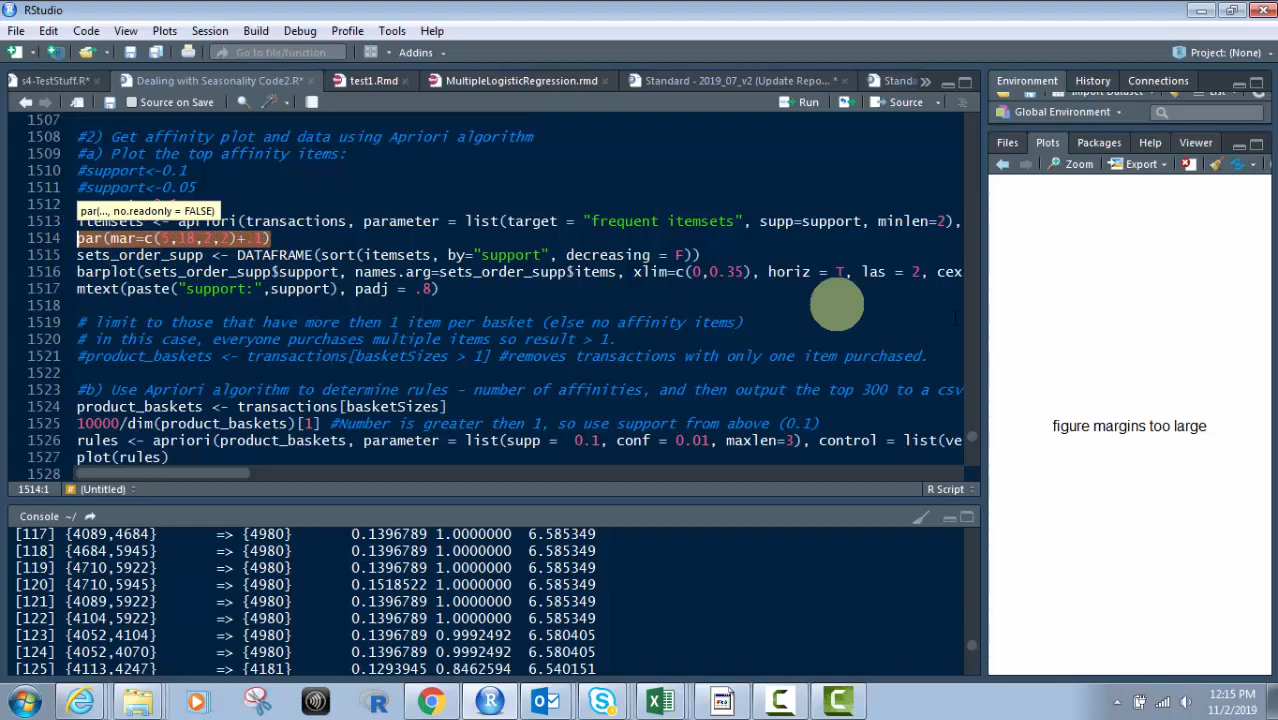 RStudio
File Edit Code View Plots Session Build Debug Profile Tools Help
Go to file/function Addins Project: (None)
s4-TestStuff.R* Dealing with Seasonality Code2.R* test1.Rmd MultipleLogisticRegression.rmd Standard - 2019_07_v2 (Update Repo...* Standa
Source on Save Run Source
1507
1508 #2) Get affinity plot and data using Apriori algorithm
1509 #a) Plot the top affinity items:
1510 #support<-0.1
1511 #support<-0.05
1512
par(..., no.readonly = FALSE)
1513 itemsets <- apriori(transactions, parameter = list(target = "frequent itemsets", supp=support, minlen=2),
1514 par(mar=c(5,18,2,2)+.1)
1515 sets_order_supp <- DATAFRAME(sort(itemsets, by="support", decreasing = F))
1516 barplot(sets_order_supp$support, names.arg=sets_order_supp$items, xlim=c(0,0.35), horiz = T, las = 2, cex
1517 mtext(paste("support:",support), padj = .8)
1518
1519 # limit to those that have more then 1 item per basket (else no affinity items)
1520 # in this case, everyone purchases multiple items so result > 1.
1521 #product_baskets <- transactions[basketSizes > 1] #removes transactions with only one item purchased.
1522
1523 #b) Use Apriori algorithm to determine rules - number of affinities, and then output the top 300 to a csv
1524 product_baskets <- transactions[basketSizes]
1525 10000/dim(product_baskets)[1] #Number is greater then 1, so use support from above (0.1)
1526 rules <- apriori(product_baskets, parameter = list(supp = 0.1, conf = 0.01, maxlen=3), control = list(ve
1527 plot(rules)
1528
1514:1 (Untitled) R Script
Console ~/
[117] {4089,4684} => {4980} 0.1396789 1.0000000 6.585349
[118] {4684,5945} => {4980} 0.1396789 1.0000000 6.585349
[119] {4710,5922} => {4980} 0.1396789 1.0000000 6.585349
[120] {4710,5945} => {4980} 0.1518522 1.0000000 6.585349
[121] {4089,5922} => {4980} 0.1396789 1.0000000 6.585349
[122] {4104,5922} => {4980} 0.1396789 1.0000000 6.585349
[123] {4052,4104} => {4980} 0.1396789 0.9992492 6.580405
[124] {4052,4070} => {4980} 0.1396789 0.9992492 6.580405
[125] {4113,4247} => {4181} 0.1293945 0.8462594 6.540151
Environment History Connections
Import Dataset List
Global Environment
Files Plots Packages Help Viewer
Zoom Export
figure margins too large
12:15 PM
11/2/2019